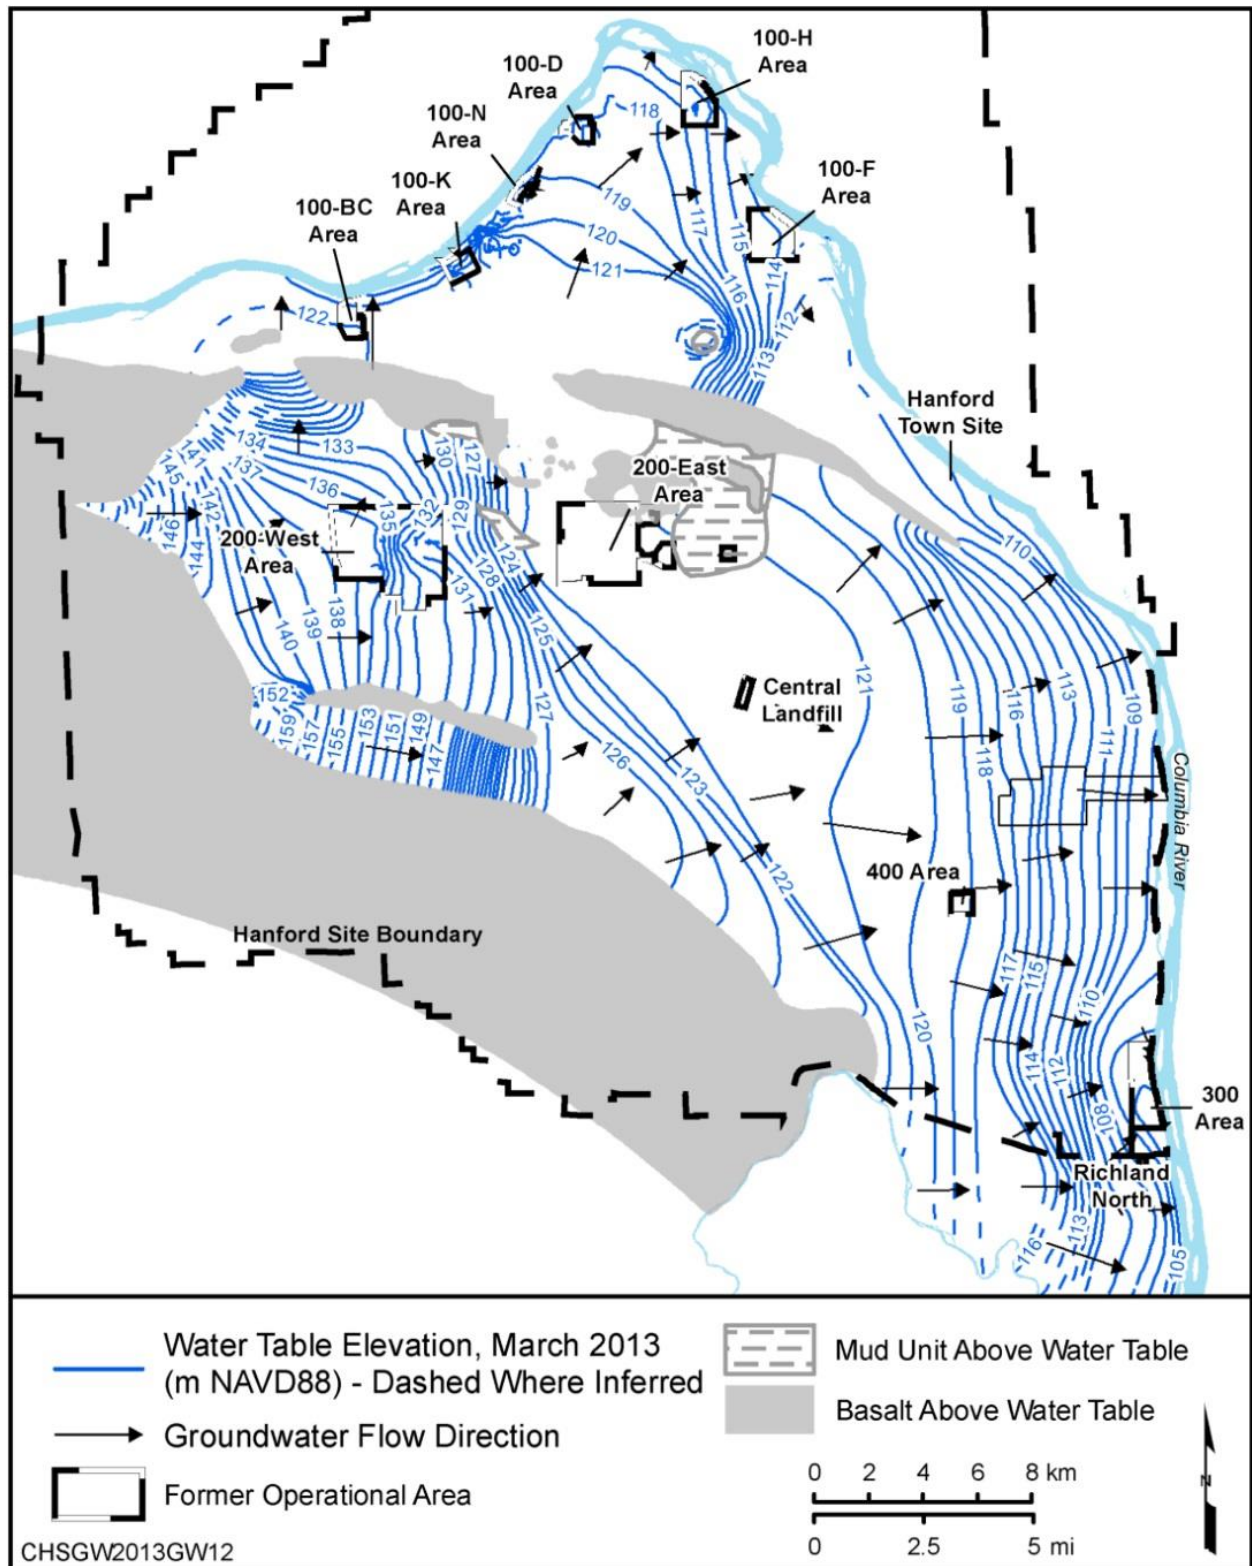 100-H
Area
100-D
Area
118
100-N
Area
100-F
Area
100-K
Area
119
117
115
100-BC
Area
120
121
114
116
122
112
113
Hanford
Town Site
134
133
130
127
137
145
136
200-East
Area
142
135
132
129
146
144
200-West
Area
124
110
128
131
138
139
140
125
121
152
Central
Landfill
119
116
113
109
159
157
155
153
151
149
147
127
126
123
118
111
Columbia River
122
400 Area
Hanford Site Boundary
117
115
110
120
114
112
108
300
Area
Richland
North
116
113
105
Water Table Elevation, March 2013
(m NAVD88) - Dashed Where Inferred
Groundwater Flow Direction
Former Operational Area
Mud Unit Above Water Table
Basalt Above Water Table
0 2 4 6 8 km
0 2.5 5 mi
N
CHSGW2013GW12